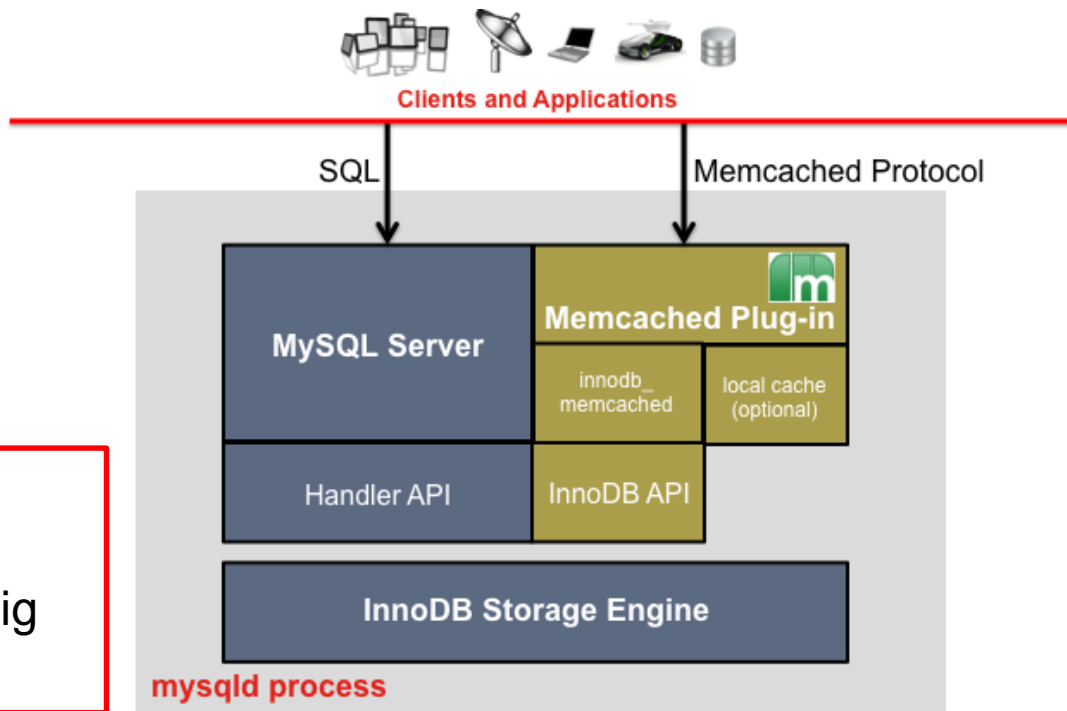 Clients and Applications
SQL
Memcached Protocol
m
MySQL Server
Memcached Plug-in
innodb_
memcached
local cache
(optional)
Handler API
InnoDB API
InnoDB Storage Engine
ig
mysqld process